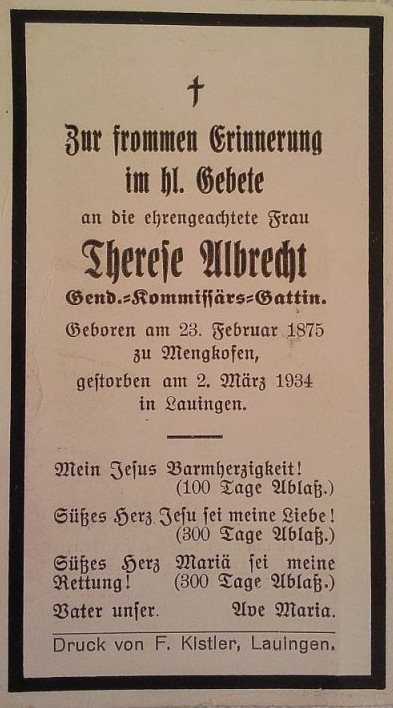 Zur frommen Erinnerung
im hl. Gebete
an die ehrengeachtete Frau
Therese Albrecht
Gend.-Kommissärs-Gattin.
Geboren am 23. Februar 1875
zu Mengkofen,
gestorben am 2. März 1934
in Lauingen.
Mein Jesus Barmherzigkeit!
(100 Tage Ablaß.)
Süßes Herz Jesu sei meine Liebe!
(300 Tage Ablaß.)
Süßes Herz Mariä sei meine
Rettung! (300 Tage Ablaß.)
Vater unser. Ave Maria.
Druck von F. Kistler, Lauingen.